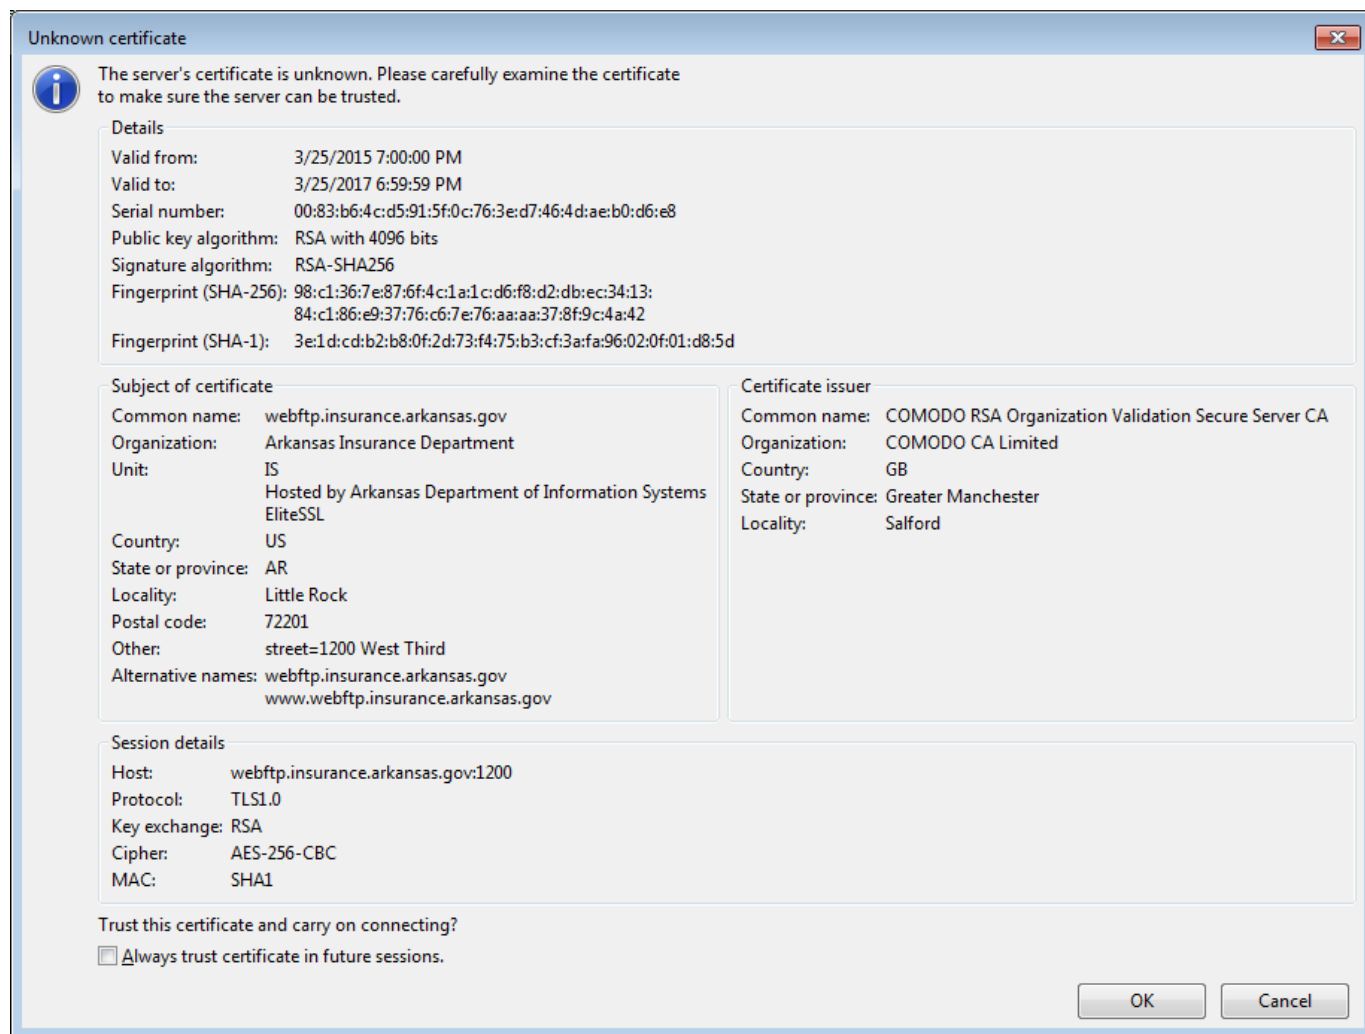 Unknown certificate
The server's certificate is unknown. Please carefully examine the certificate
to make sure the server can be trusted.
Details
Valid from: 3/25/2015 7:00:00 PM
Valid to: 3/25/2017 6:59:59 PM
Serial number: 00:83:b6:4c:d5:91:5f:0c:76:3e:d7:46:4d:ae:b0:d6:e8
Public key algorithm: RSA with 4096 bits
Signature algorithm: RSA-SHA256
Fingerprint (SHA-256): 98:c1:36:7e:87:6f:4c:1a:1c:d6:f8:d2:db:ec:34:13:
84:c1:86:e9:37:76:c6:7e:76:aa:aa:37:8f:9c:4a:42
Fingerprint (SHA-1): 3e:1d:cd:b2:b8:0f:2d:73:f4:75:b3:cf:3a:fa:96:02:0f:01:d8:5d
Subject of certificate
Common name: webftp.insurance.arkansas.gov
Organization: Arkansas Insurance Department
Unit: IS
Hosted by Arkansas Department of Information Systems
EliteSSL
Country: US
State or province: AR
Locality: Little Rock
Postal code: 72201
Other: street=1200 West Third
Alternative names: webftp.insurance.arkansas.gov
www.webftp.insurance.arkansas.gov
Certificate issuer
Common name: COMODO RSA Organization Validation Secure Server CA
Organization: COMODO CA Limited
Country: GB
State or province: Greater Manchester
Locality: Salford
Session details
Host: webftp.insurance.arkansas.gov:1200
Protocol: TLS1.0
Key exchange: RSA
Cipher: AES-256-CBC
MAC: SHA1
Trust this certificate and carry on connecting?
Always trust certificate in future sessions.
OK Cancel